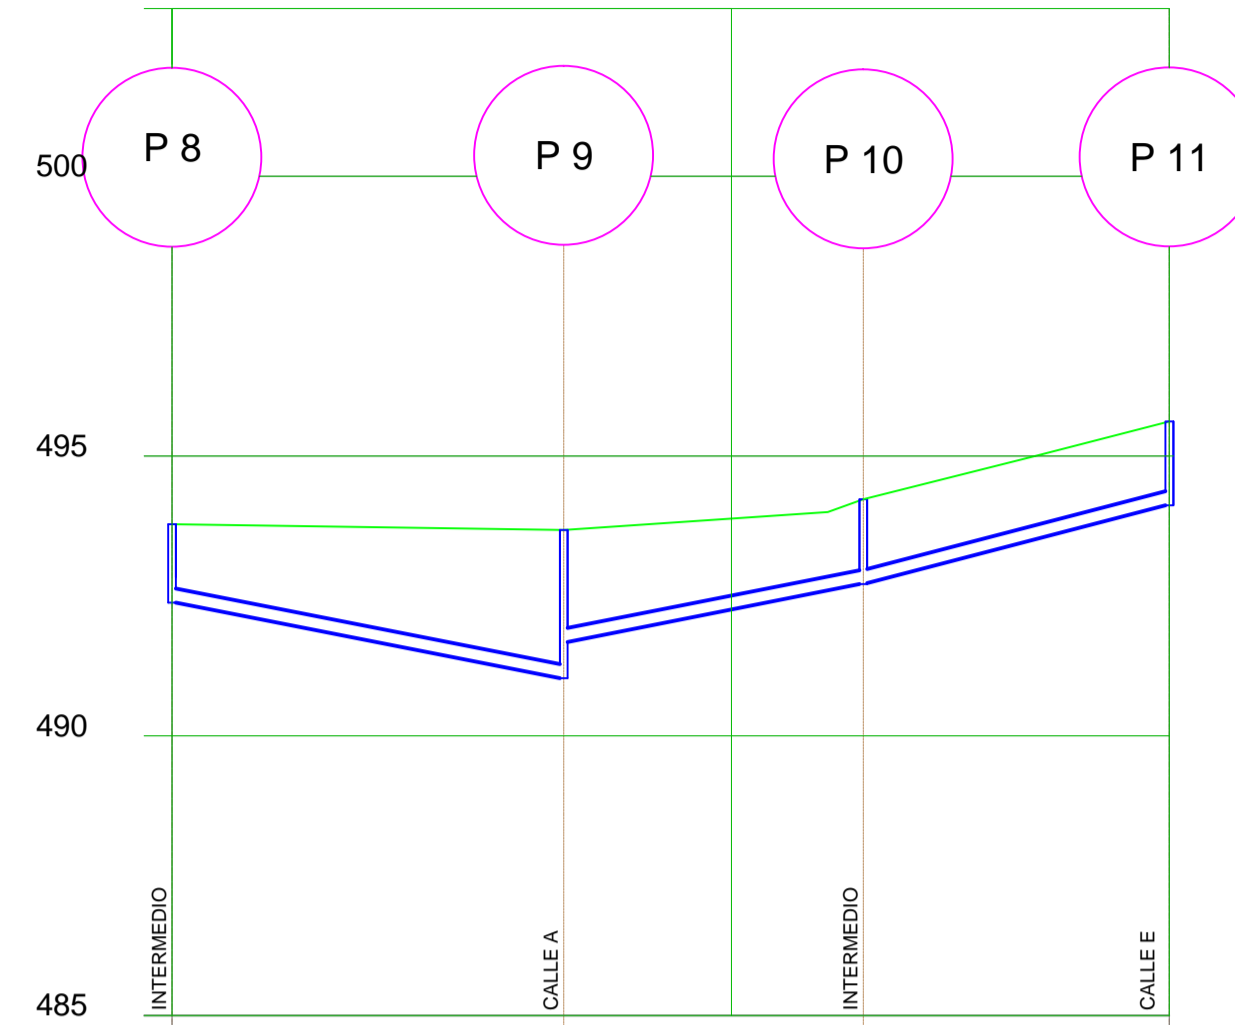 P 8
P 9
P 10
P 11
500
495
490
485
INTERMEDIO
CALLE A
INTERMEDIO
CALLE E